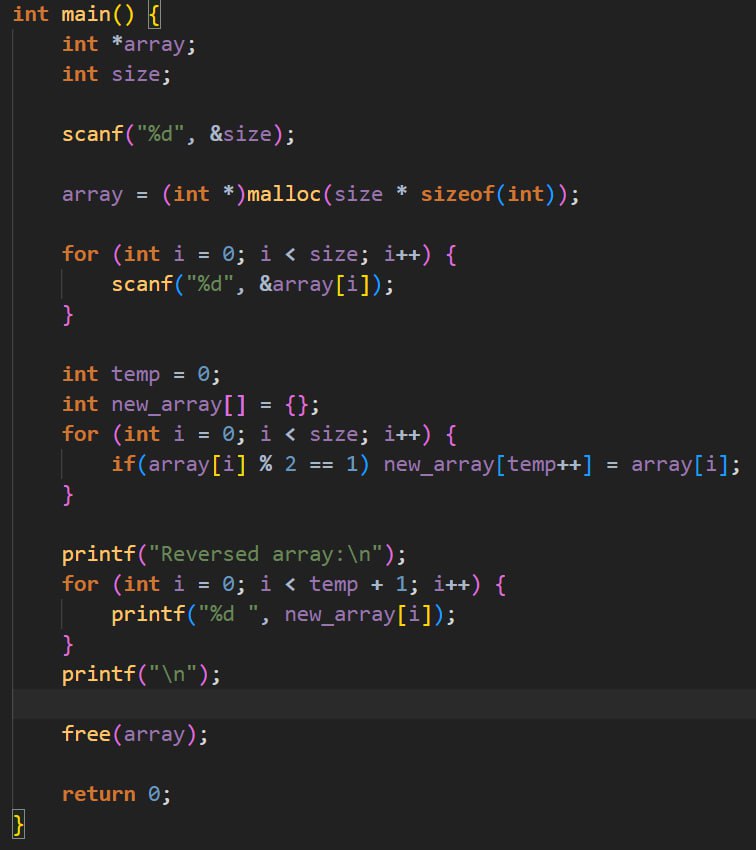 int main() {
    int *array;
    int size;
    scanf("%d", &size);
    array = (int *)malloc(size * sizeof(int));
    for (int i = 0; i < size; i++) {
        scanf("%d", &array[i]);
    }
    int temp = 0;
    int new_array[] = {};
    for (int i = 0; i < size; i++) {
        if(array[i] % 2 == 1) new_array[temp++] = array[i];
    }
    printf("Reversed array:\n");
    for (int i = 0; i < temp + 1; i++) {
        printf("%d ", new_array[i]);
    }
    printf("\n");
    free(array);
    return 0;
}